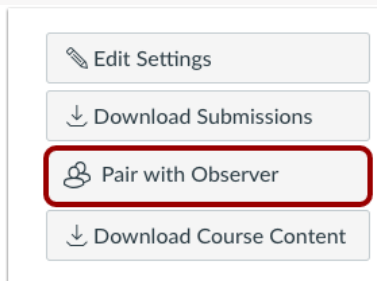 Edit Settings
Download Submissions
Pair with Observer
Download Course Content